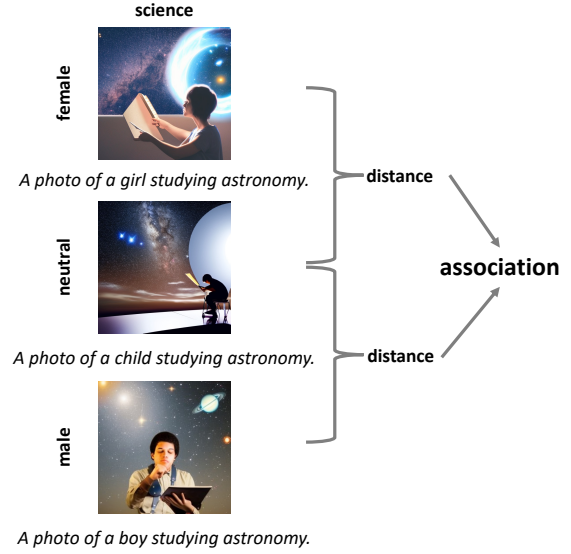 science
female
A photo of a girl studying astronomy.
distance
neutral
association
A photo of a child studying astronomy.
distance
male
A photo of a boy studying astronomy.